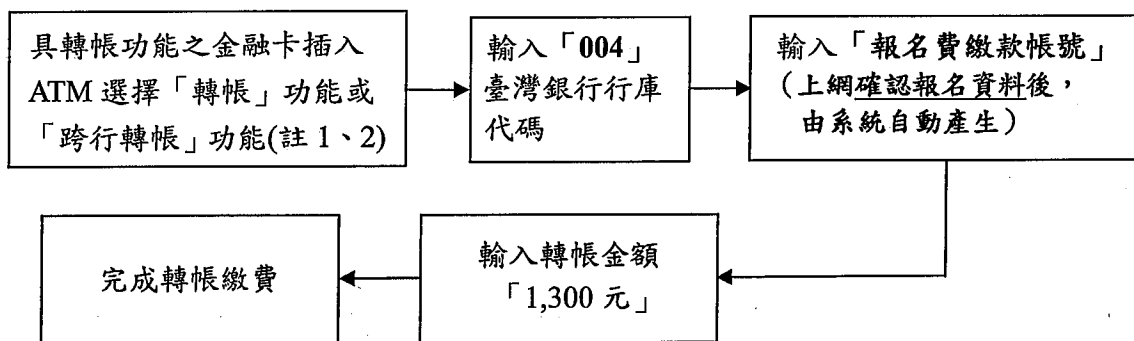 具轉帳功能之金融卡插入
ATM 選擇「轉帳」功能或
「跨行轉帳」功能(註 1、2)
輸入「004」
臺灣銀行行庫
代碼
輸入「報名費繳款帳號」
(上網確認報名資料後，
由系統自動產生)
輸入轉帳金額
「1,300 元」
完成轉帳繳費